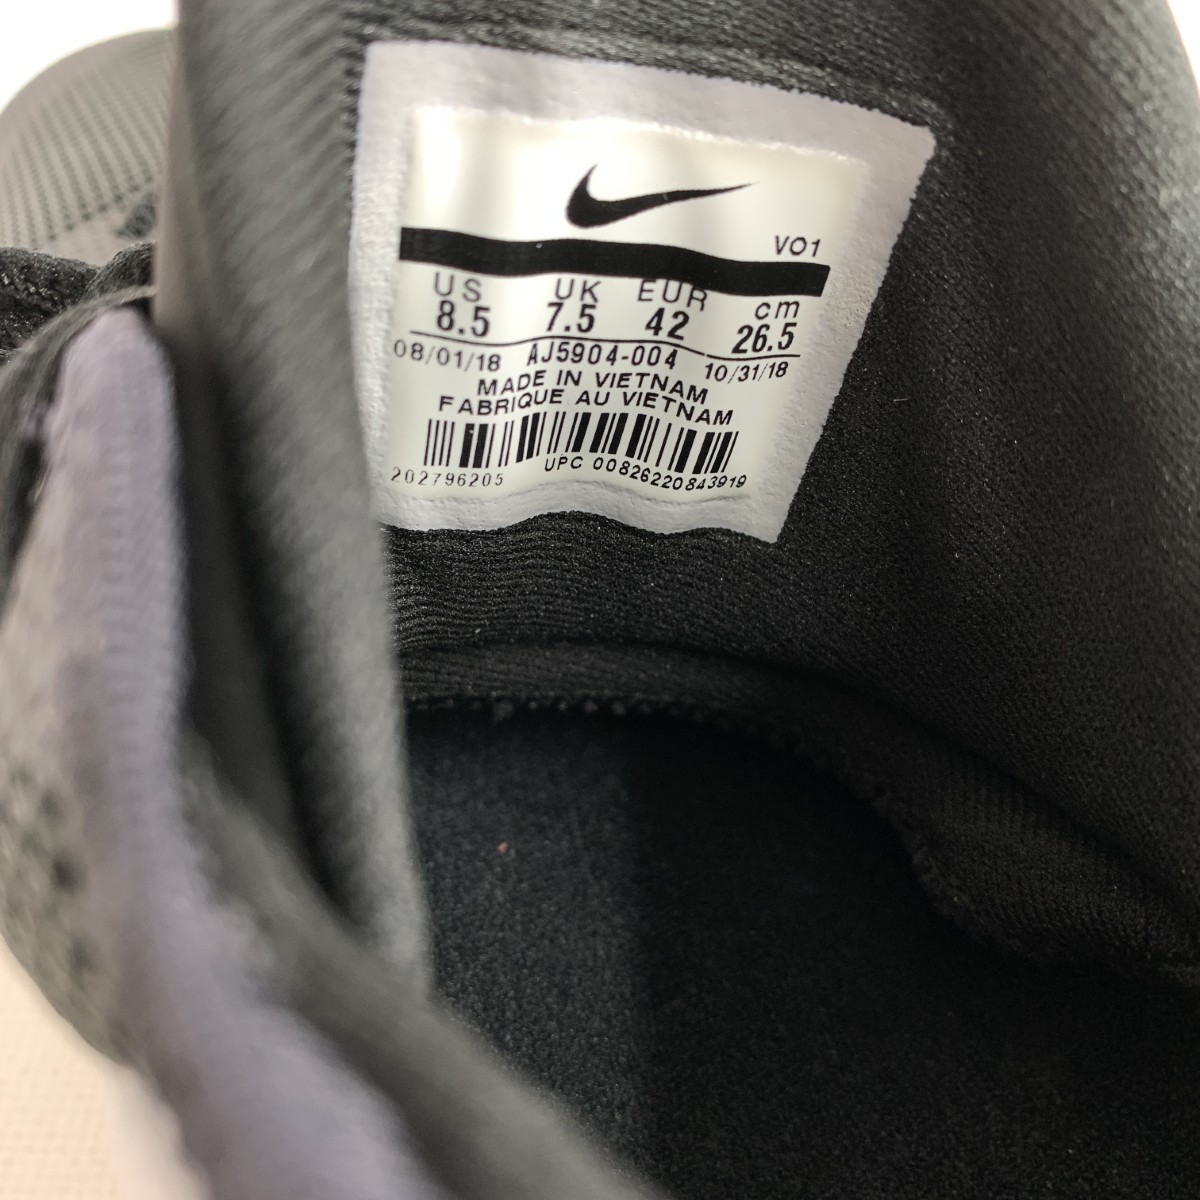 VO1
US UK EUR cm
8.5 7.5 42 26.5
08/01/18 AJ5904-004 10/31/18
MADE IN VIETNAM
FABRIQUE AU VIETNAM
202796205 UPC 00826220843919